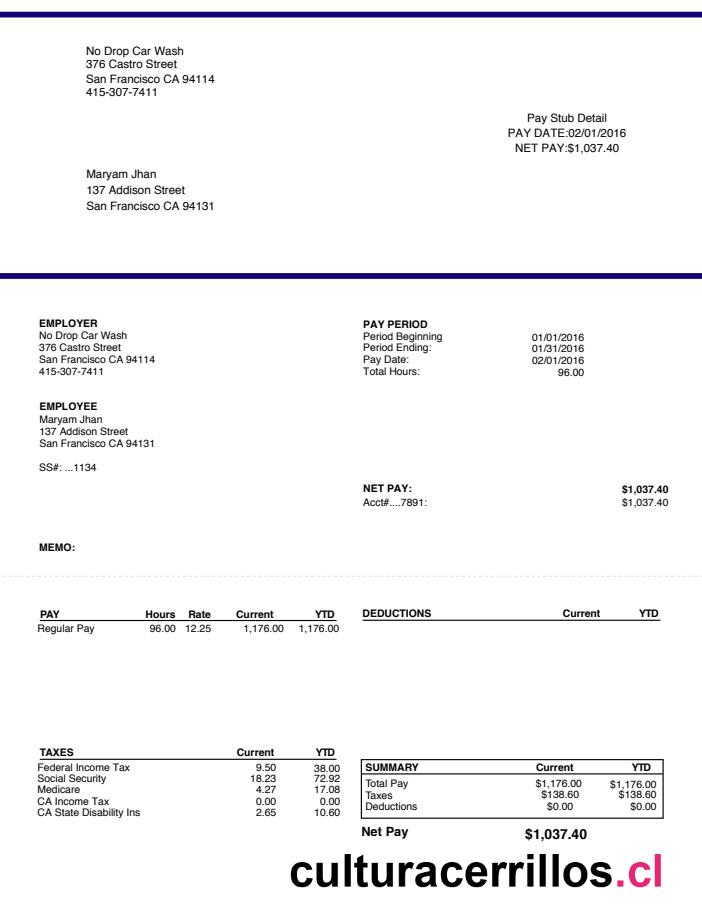 No Drop Car Wash
376 Castro Street
San Francisco CA 94114
415-307-7411
Pay Stub Detail
PAY DATE:02/01/2016
NET PAY:$1,037.40
Maryam Jhan
137 Addison Street
San Francisco CA 94131
EMPLOYER
No Drop Car Wash
376 Castro Street
San Francisco CA 94114
415-307-7411
PAY PERIOD
Period Beginning 01/01/2016
Period Ending: 01/31/2016
Pay Date: 02/01/2016
Total Hours: 96.00
EMPLOYEE
Maryam Jhan
137 Addison Street
San Francisco CA 94131
SS#: ...1134
NET PAY: $1,037.40
Acct#....7891: $1,037.40
MEMO:
PAY Hours Rate Current YTD
Regular Pay 96.00 12.25 1,176.00 1,176.00
DEDUCTIONS Current YTD
TAXES Current YTD
Federal Income Tax 9.50 38.00
Social Security 18.23 72.92
Medicare 4.27 17.08
CA Income Tax 0.00 0.00
CA State Disability Ins 2.65 10.60
SUMMARY Current YTD
Total Pay $1,176.00 $1,176.00
Taxes $138.60 $138.60
Deductions $0.00 $0.00
Net Pay $1,037.40
culturacerrillos.cl